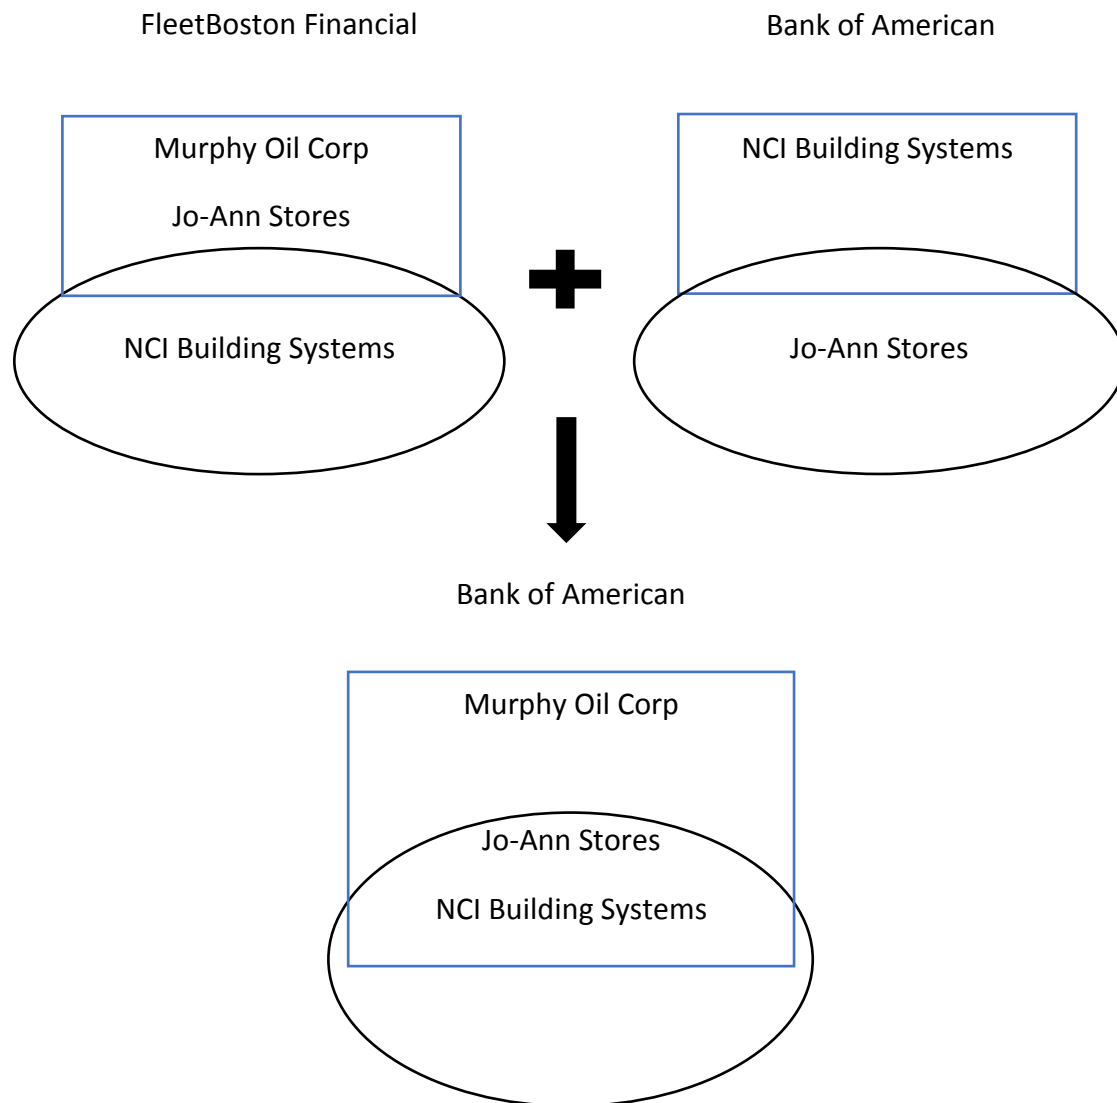 FleetBoston Financial
Bank of American
Murphy Oil Corp
Jo-Ann Stores
NCI Building Systems
NCI Building Systems
Jo-Ann Stores
Bank of American
Murphy Oil Corp
Jo-Ann Stores
NCI Building Systems